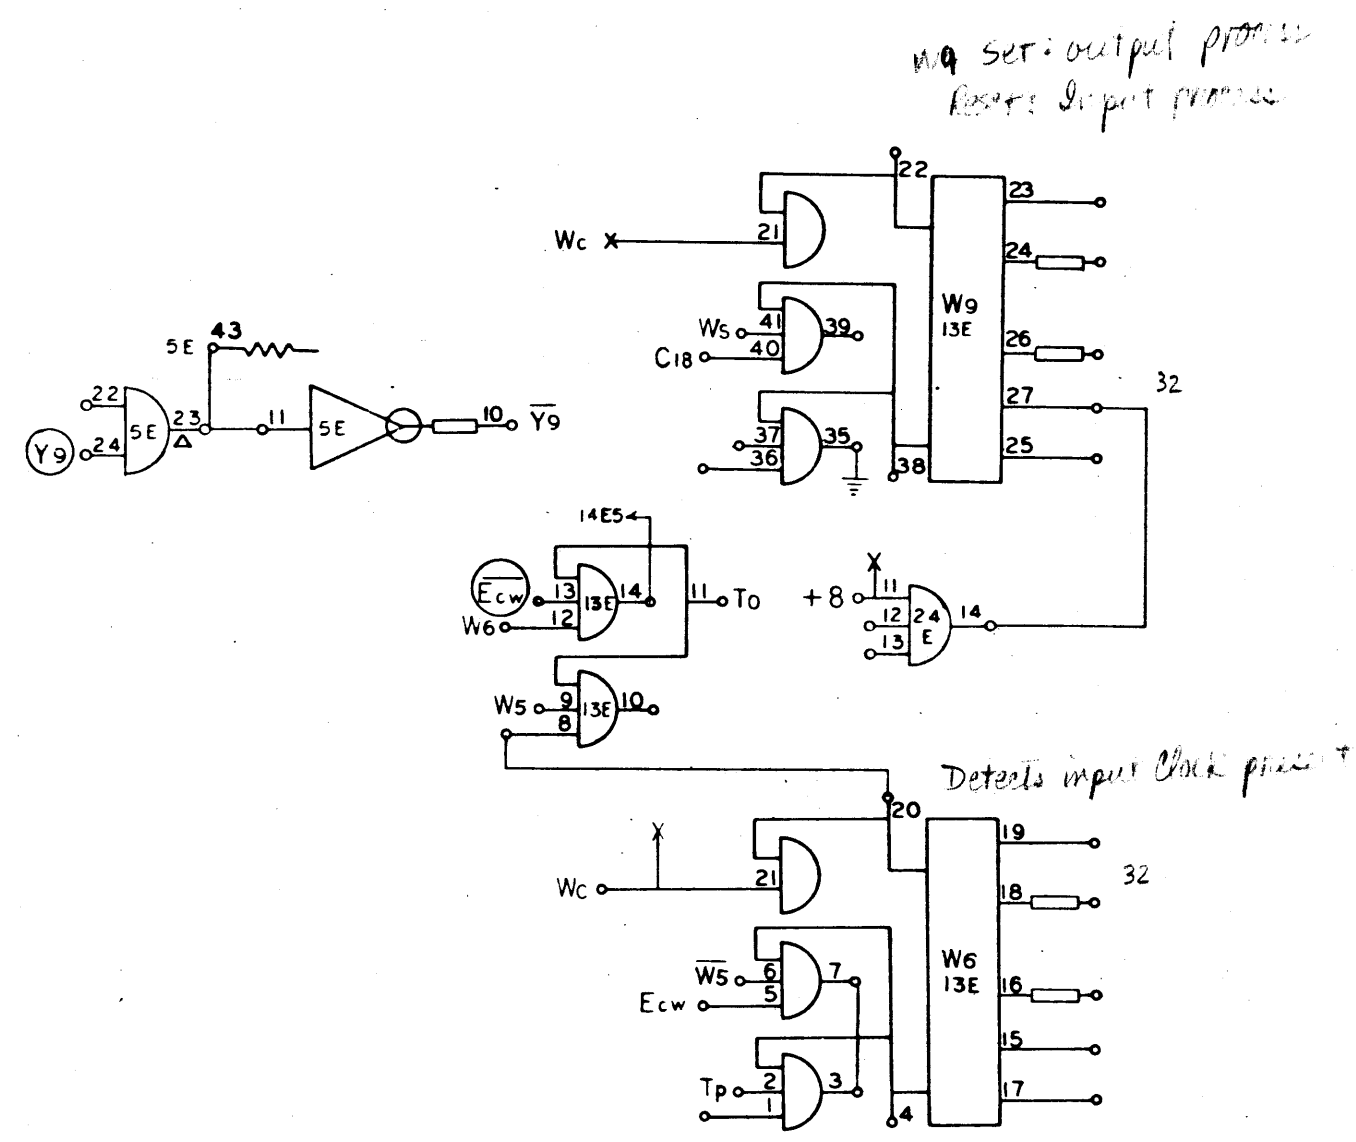 W9 Set: output process
Reset: Input process
22
23
21
Wc
24
W9
13E
41
Ws
39
40
C18
26
43
5E
32
27
22
5E
23
24
Y9
Δ
11
5E
10
Y9
37
35
36
38
25
14E5
Ecw
13
13E
14
12
W6
11
To
+8
11
12
24
E
14
13
W5
9
13E
10
8
Detects input Clock present
20
19
32
21
Wc
18
W6
13E
W5
6
7
5
Ecw
16
15
Tp
2
3
1
4
17